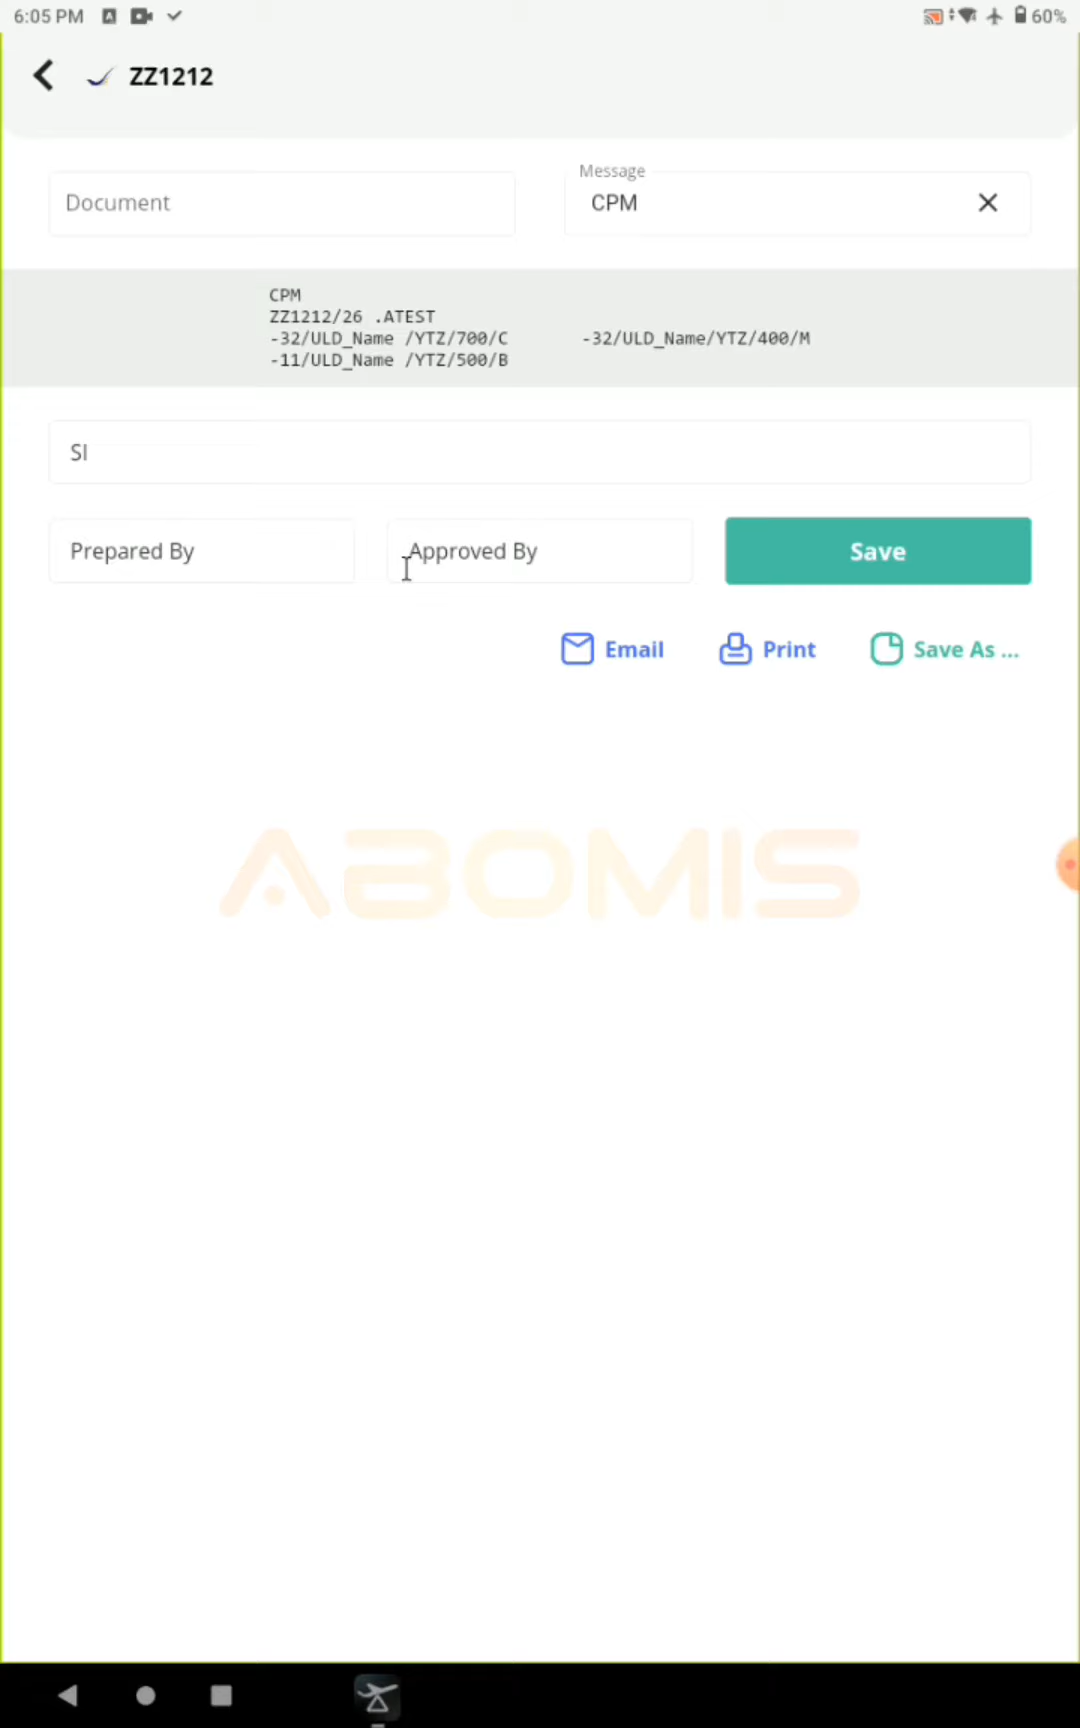 6:05 PM
60%
ZZ1212
Document
Message
CPM
CPM
ZZ1212/26 .ATEST
-32/ULD_Name /YTZ/700/C -32/ULD_Name/YTZ/400/M
-11/ULD_Name /YTZ/500/B
SI
Prepared By
Approved By
Save
Email
Print
Save As ...
ABOMIS